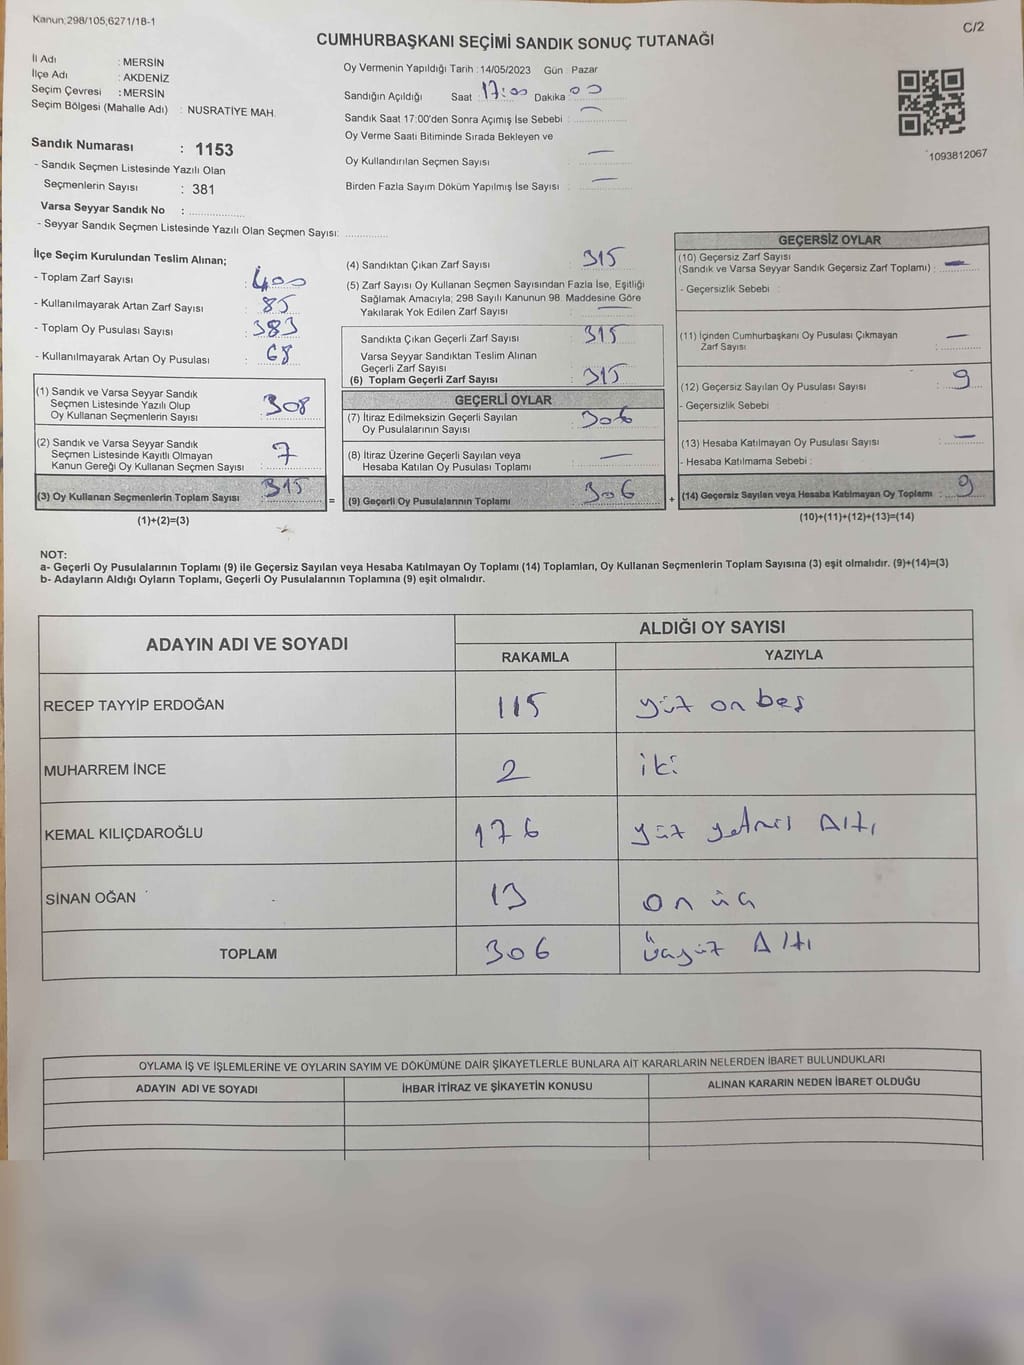 Kanun;298/105,6271/18-1
C/2
CUMHURBAŞKANI SEÇİMİ SANDIK SONUÇ TUTANAĞI
İl Adı : MERSİN
İlçe Adı : AKDENİZ
Seçim Çevresi : MERSİN
Seçim Bölgesi (Mahalle Adı) : NUSRATİYE MAH.
Sandık Numarası : 1153
- Sandık Seçmen Listesinde Yazılı Olan
Seçmenlerin Sayısı : 381
Varsa Seyyar Sandık No :
- Seyyar Sandık Seçmen Listesinde Yazılı Olan Seçmen Sayısı:
Oy Vermenin Yapıldığı Tarih : 14/05/2023 Gün : Pazar
Sandığın Açıldığı Saat : 17:00 Dakika : 00
Sandık Saat 17:00'den Sonra Açımış İse Sebebi : —
Oy Verme Saati Bitiminde Sırada Bekleyen ve
Oy Kullandırılan Seçmen Sayısı : —
Birden Fazla Sayım Döküm Yapılmış İse Sayısı : —
1093812067
İlçe Seçim Kurulundan Teslim Alınan;
- Toplam Zarf Sayısı : 400
- Kullanılmayarak Artan Zarf Sayısı : 85
- Toplam Oy Pusulası Sayısı : 383
- Kullanılmayarak Artan Oy Pusulası : 68
(1) Sandık ve Varsa Seyyar Sandık
Seçmen Listesinde Yazılı Olup
Oy Kullanan Seçmenlerin Sayısı : 308
(2) Sandık ve Varsa Seyyar Sandık
Seçmen Listesinde Kayıtlı Olmayan
Kanun Gereği Oy Kullanan Seçmen Sayısı : 7
(3) Oy Kullanan Seçmenlerin Toplam Sayısı : 315
(1)+(2)=(3)
(4) Sandıktan Çıkan Zarf Sayısı : 315
(5) Zarf Sayısı Oy Kullanan Seçmen Sayısından Fazla İse, Eşitliği
Sağlamak Amacıyla; 298 Sayılı Kanunun 98. Maddesine Göre
Yakılarak Yok Edilen Zarf Sayısı : —
Sandıkta Çıkan Geçerli Zarf Sayısı : 315
Varsa Seyyar Sandıktan Teslim Alınan
Geçerli Zarf Sayısı :
(6) Toplam Geçerli Zarf Sayısı : 315
GEÇERLİ OYLAR
(7) İtiraz Edilmeksizin Geçerli Sayılan
Oy Pusulalarının Sayısı : 306
(8) İtiraz Üzerine Geçerli Sayılan veya
Hesaba Katılan Oy Pusulası Toplamı : —
= (9) Geçerli Oy Pusulalarının Toplamı : 306
GEÇERSİZ OYLAR
(10) Geçersiz Zarf Sayısı
(Sandık ve Varsa Seyyar Sandık Geçersiz Zarf Toplamı) : —
- Geçersizlik Sebebi :
(11) İçinden Cumhurbaşkanı Oy Pusulası Çıkmayan
Zarf Sayısı : —
(12) Geçersiz Sayılan Oy Pusulası Sayısı : 9
- Geçersizlik Sebebi :
(13) Hesaba Katılmayan Oy Pusulası Sayısı : —
- Hesaba Katılmama Sebebi :
+ (14) Geçersiz Sayılan veya Hesaba Katılmayan Oy Toplamı : 9
(10)+(11)+(12)+(13)=(14)
NOT:
a- Geçerli Oy Pusulalarının Toplamı (9) ile Geçersiz Sayılan veya Hesaba Katılmayan Oy Toplamı (14) Toplamları, Oy Kullanan Seçmenlerin Toplam Sayısına (3) eşit olmalıdır. (9)+(14)=(3)
b- Adayların Aldığı Oyların Toplamı, Geçerli Oy Pusulalarının Toplamına (9) eşit olmalıdır.
ADAYIN ADI VE SOYADI
ALDIĞI OY SAYISI
RAKAMLA YAZIYLA
RECEP TAYYİP ERDOĞAN 115 yüz on beş
MUHARREM İNCE 2 iki
KEMAL KILIÇDAROĞLU 176 yüz yetmiş Altı
SİNAN OĞAN 13 on üç
TOPLAM 306 üçyüz Altı
OYLAMA İŞ VE İŞLEMLERİNE VE OYLARIN SAYIM VE DÖKÜMÜNE DAİR ŞİKAYETLERLE BUNLARA AİT KARARLARIN NELERDEN İBARET BULUNDUKLARI
ADAYIN ADI VE SOYADI İHBAR İTİRAZ VE ŞİKAYETİN KONUSU ALINAN KARARIN NEDEN İBARET OLDUĞU